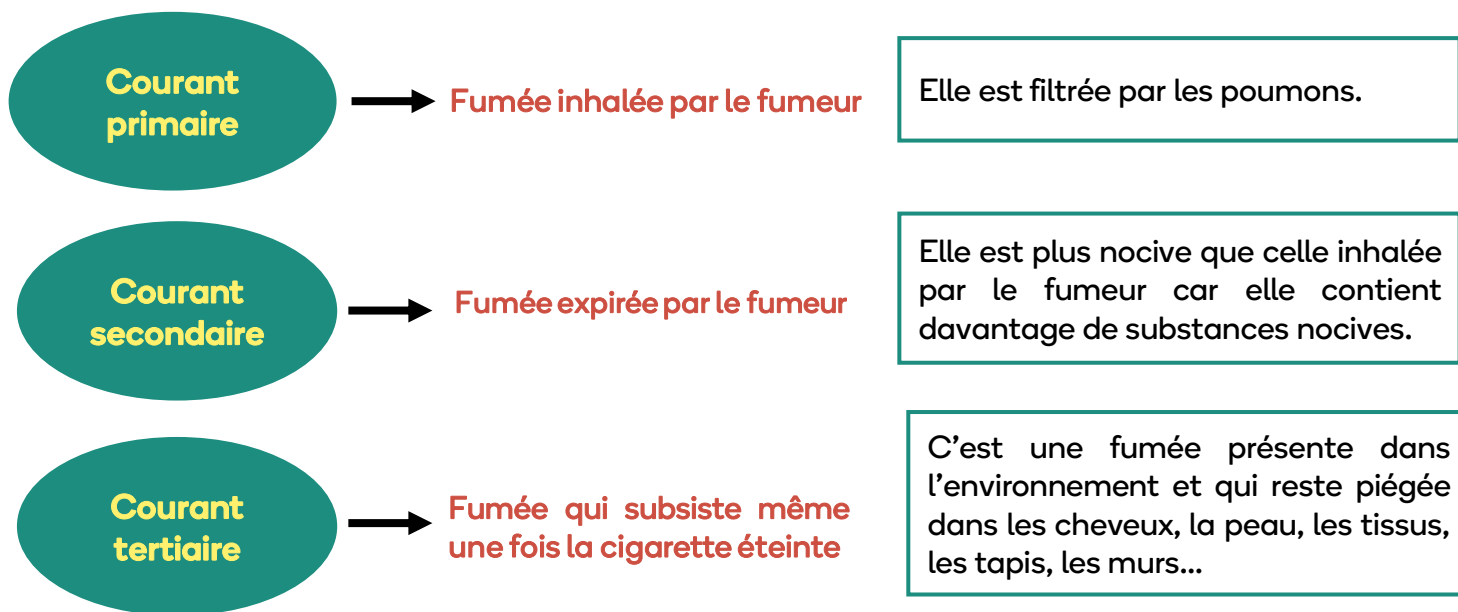 Courant
primaire
Fumée inhalée par le fumeur
Elle est filtrée par les poumons.
Courant
secondaire
Fumée expirée par le fumeur
Elle est plus nocive que celle inhalée
par le fumeur car elle contient
davantage de substances nocives.
Courant
tertiaire
Fumée qui subsiste même
une fois la cigarette éteinte
C’est une fumée présente dans
l’environnement et qui reste piégée
dans les cheveux, la peau, les tissus,
les tapis, les murs...